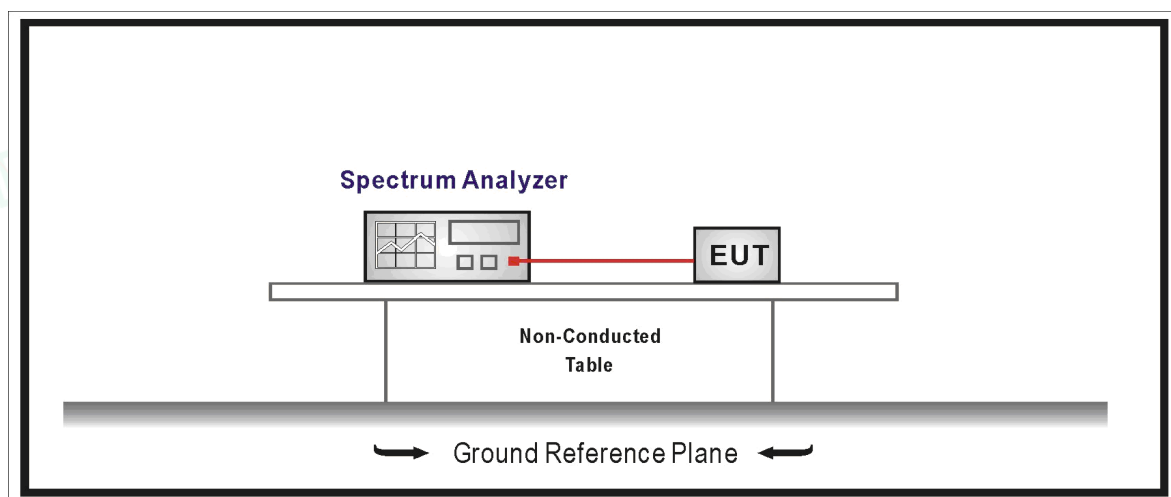 Spectrum Analyzer
EUT
Non-Conducted
Table
Ground Reference Plane